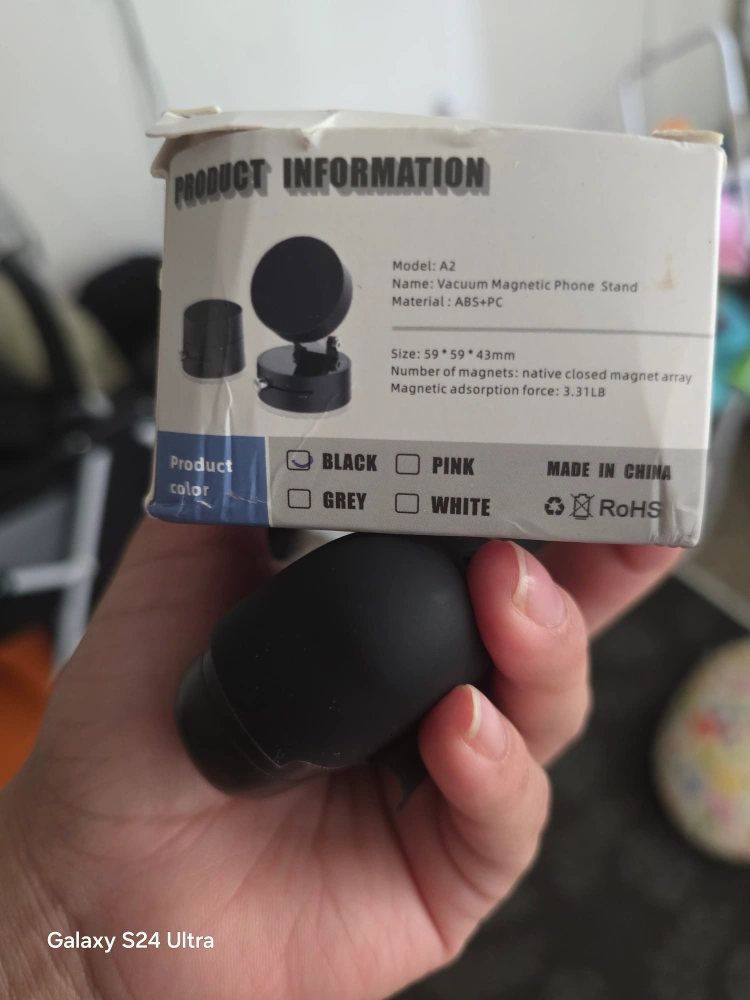 PRODUCT INFORMATION
Model: A2
Name: Vacuum Magnetic Phone Stand
Material : ABS+PC
Size: 59*59*43mm
Number of magnets: native closed magnet array
Magnetic adsorption force: 3.31LB
Product color
BLACK
PINK
GREY
WHITE
MADE IN CHINA
RoHS
Galaxy S24 Ultra